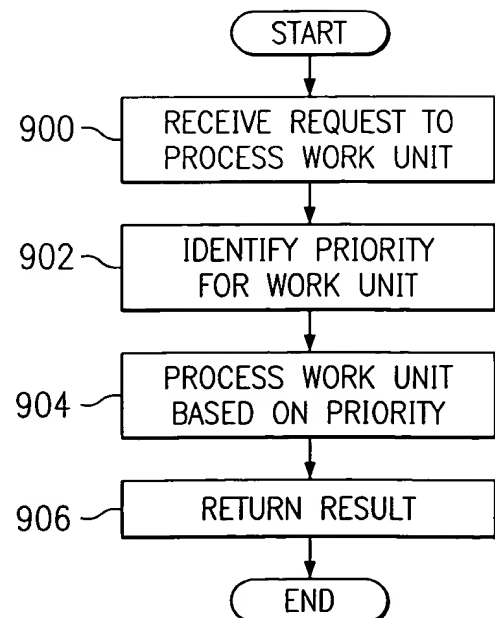 START
900
RECEIVE REQUEST TO
PROCESS WORK UNIT
902
IDENTIFY PRIORITY
FOR WORK UNIT
904
PROCESS WORK UNIT
BASED ON PRIORITY
906
RETURN RESULT
END